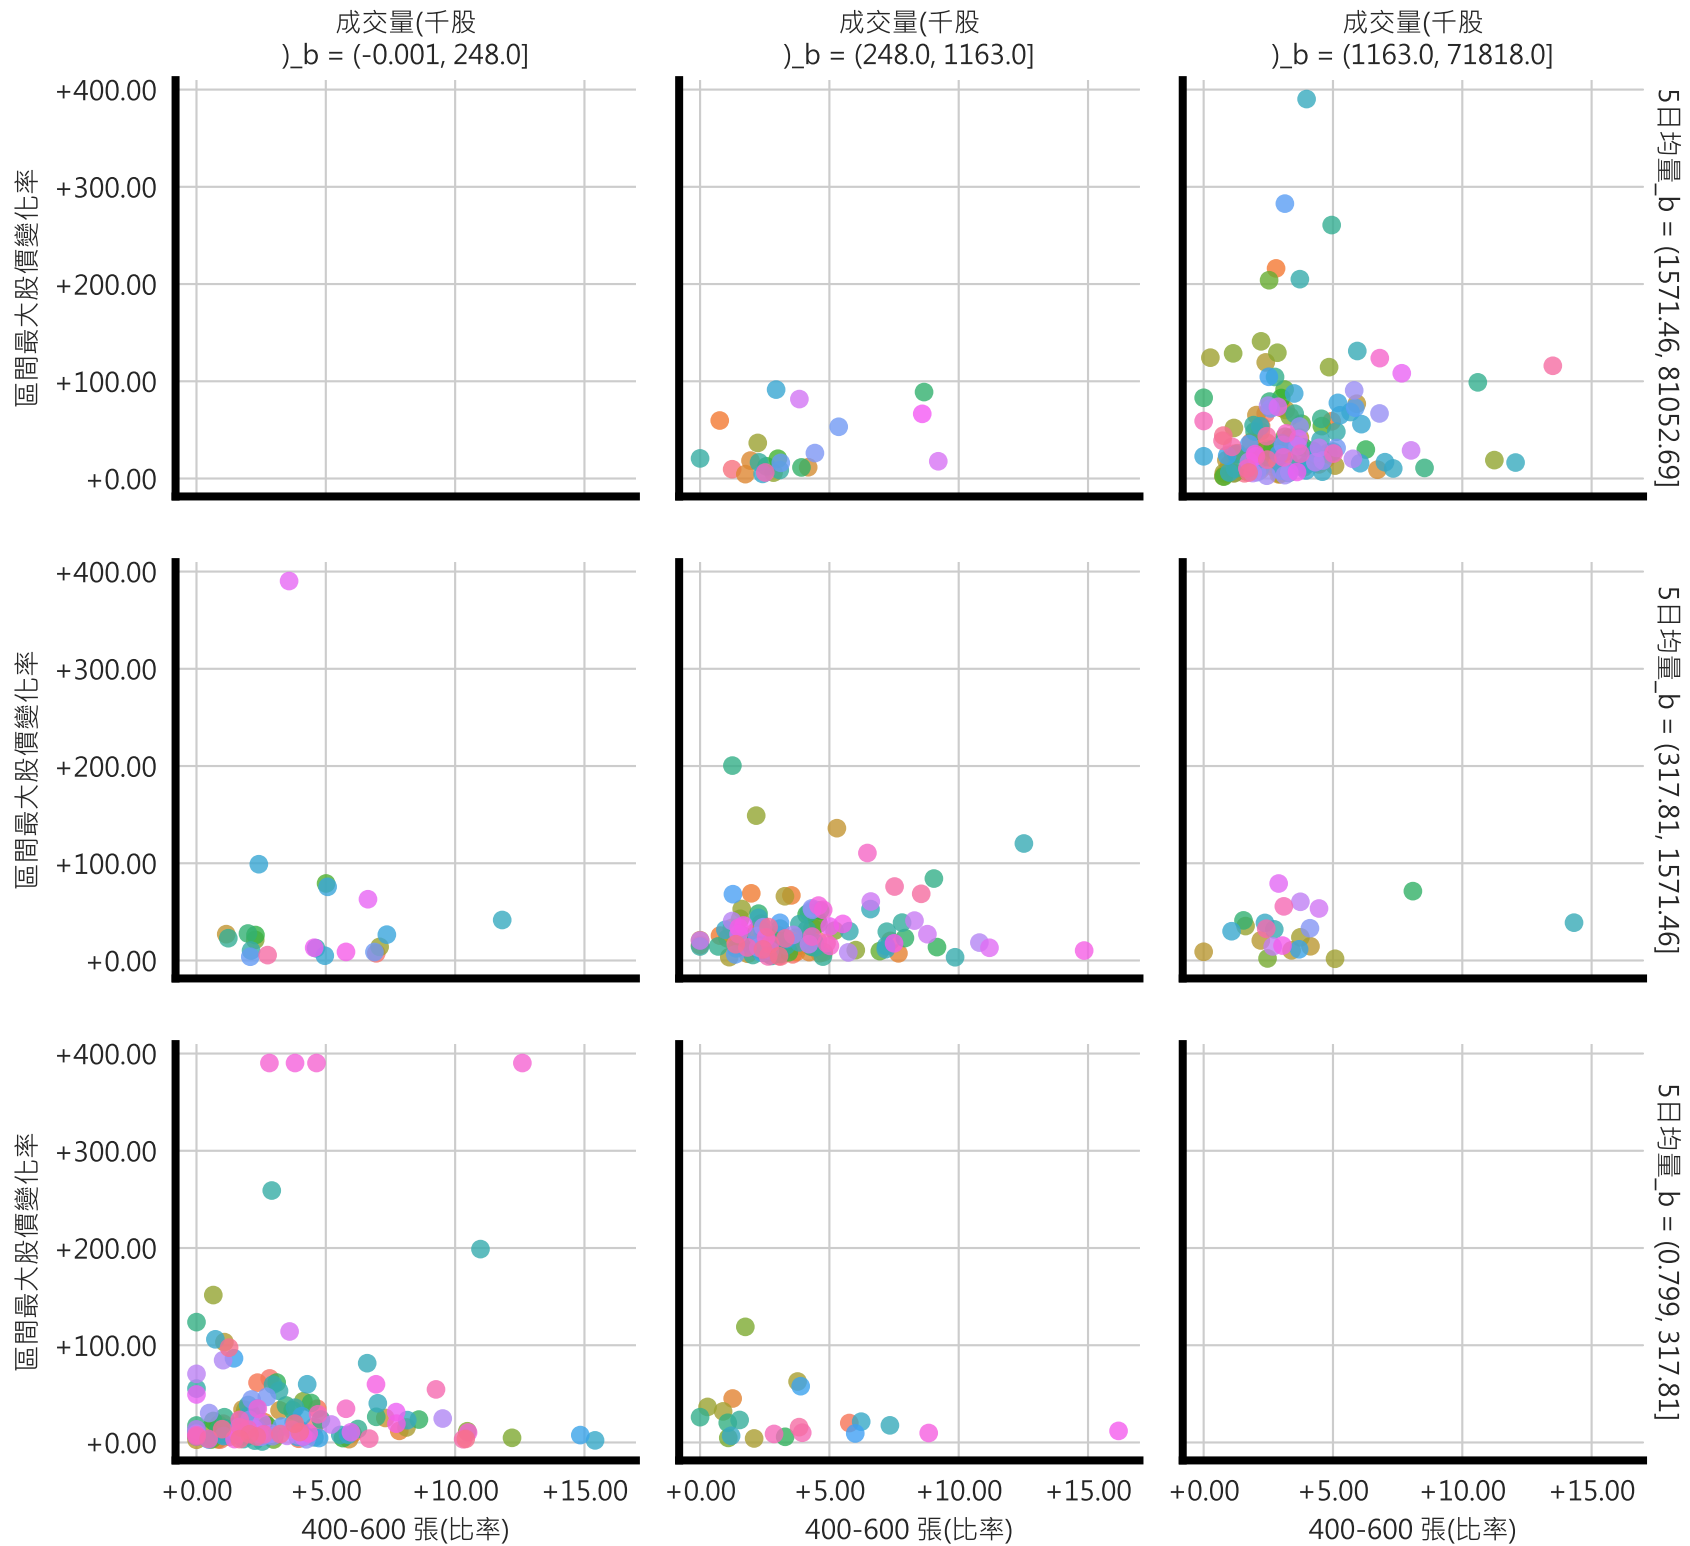 成交量(千股
)_b = (-0.001, 248.0]
成交量(千股
)_b = (248.0, 1163.0]
成交量(千股
)_b = (1163.0, 71818.0]
+400.00
+300.00
+200.00
+100.00
+0.00
區間最大股價變化率
5日均量_b = (1571.46, 81052.69]
+400.00
+300.00
+200.00
+100.00
+0.00
區間最大股價變化率
5日均量_b = (317.81, 1571.46]
+400.00
+300.00
+200.00
+100.00
+0.00
區間最大股價變化率
5日均量_b = (0.799, 317.81]
+0.00 +5.00 +10.00 +15.00
+0.00 +5.00 +10.00 +15.00
+0.00 +5.00 +10.00 +15.00
400-600 張(比率)
400-600 張(比率)
400-600 張(比率)